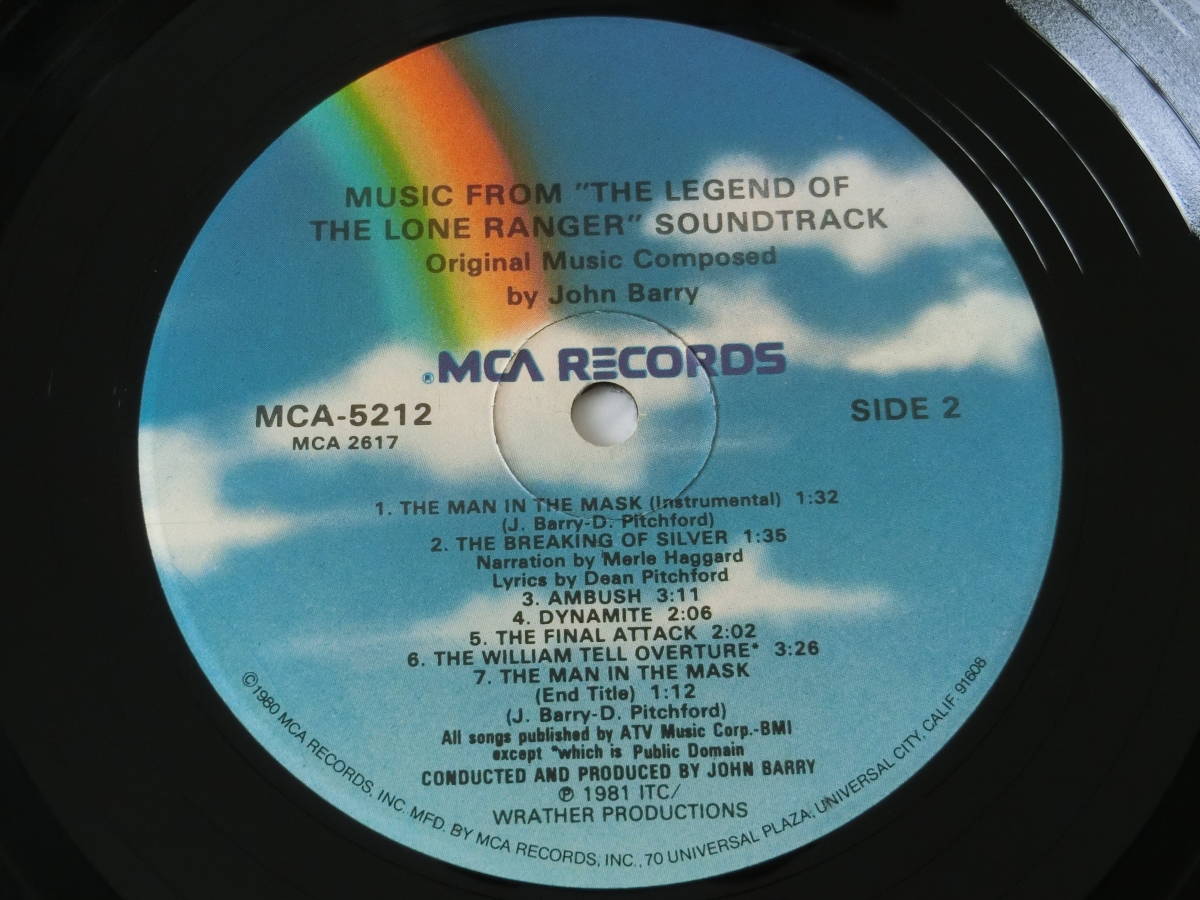 MUSIC FROM "THE LEGEND OF
THE LONE RANGER" SOUNDTRACK
Original Music Composed
by John Barry
®MCA RECORDS
MCA-5212
MCA 2617
SIDE 2
1. THE MAN IN THE MASK (Instrumental) 1:32
(J. Barry-D. Pitchford)
2. THE BREAKING OF SILVER 1:35
Narration by Merle Haggard
Lyrics by Dean Pitchford
3. AMBUSH 3:11
4. DYNAMITE 2:06
5. THE FINAL ATTACK 2:02
6. THE WILLIAM TELL OVERTURE* 3:26
7. THE MAN IN THE MASK
(End Title) 1:12
(J. Barry-D. Pitchford)
All songs published by ATV Music Corp.-BMI
except *which is Public Domain
CONDUCTED AND PRODUCED BY JOHN BARRY
℗ 1981 ITC/
WRATHER PRODUCTIONS
©1980 MCA RECORDS, INC. MFD. BY MCA RECORDS, INC., 70 UNIVERSAL PLAZA, UNIVERSAL CITY, CALIF. 91608